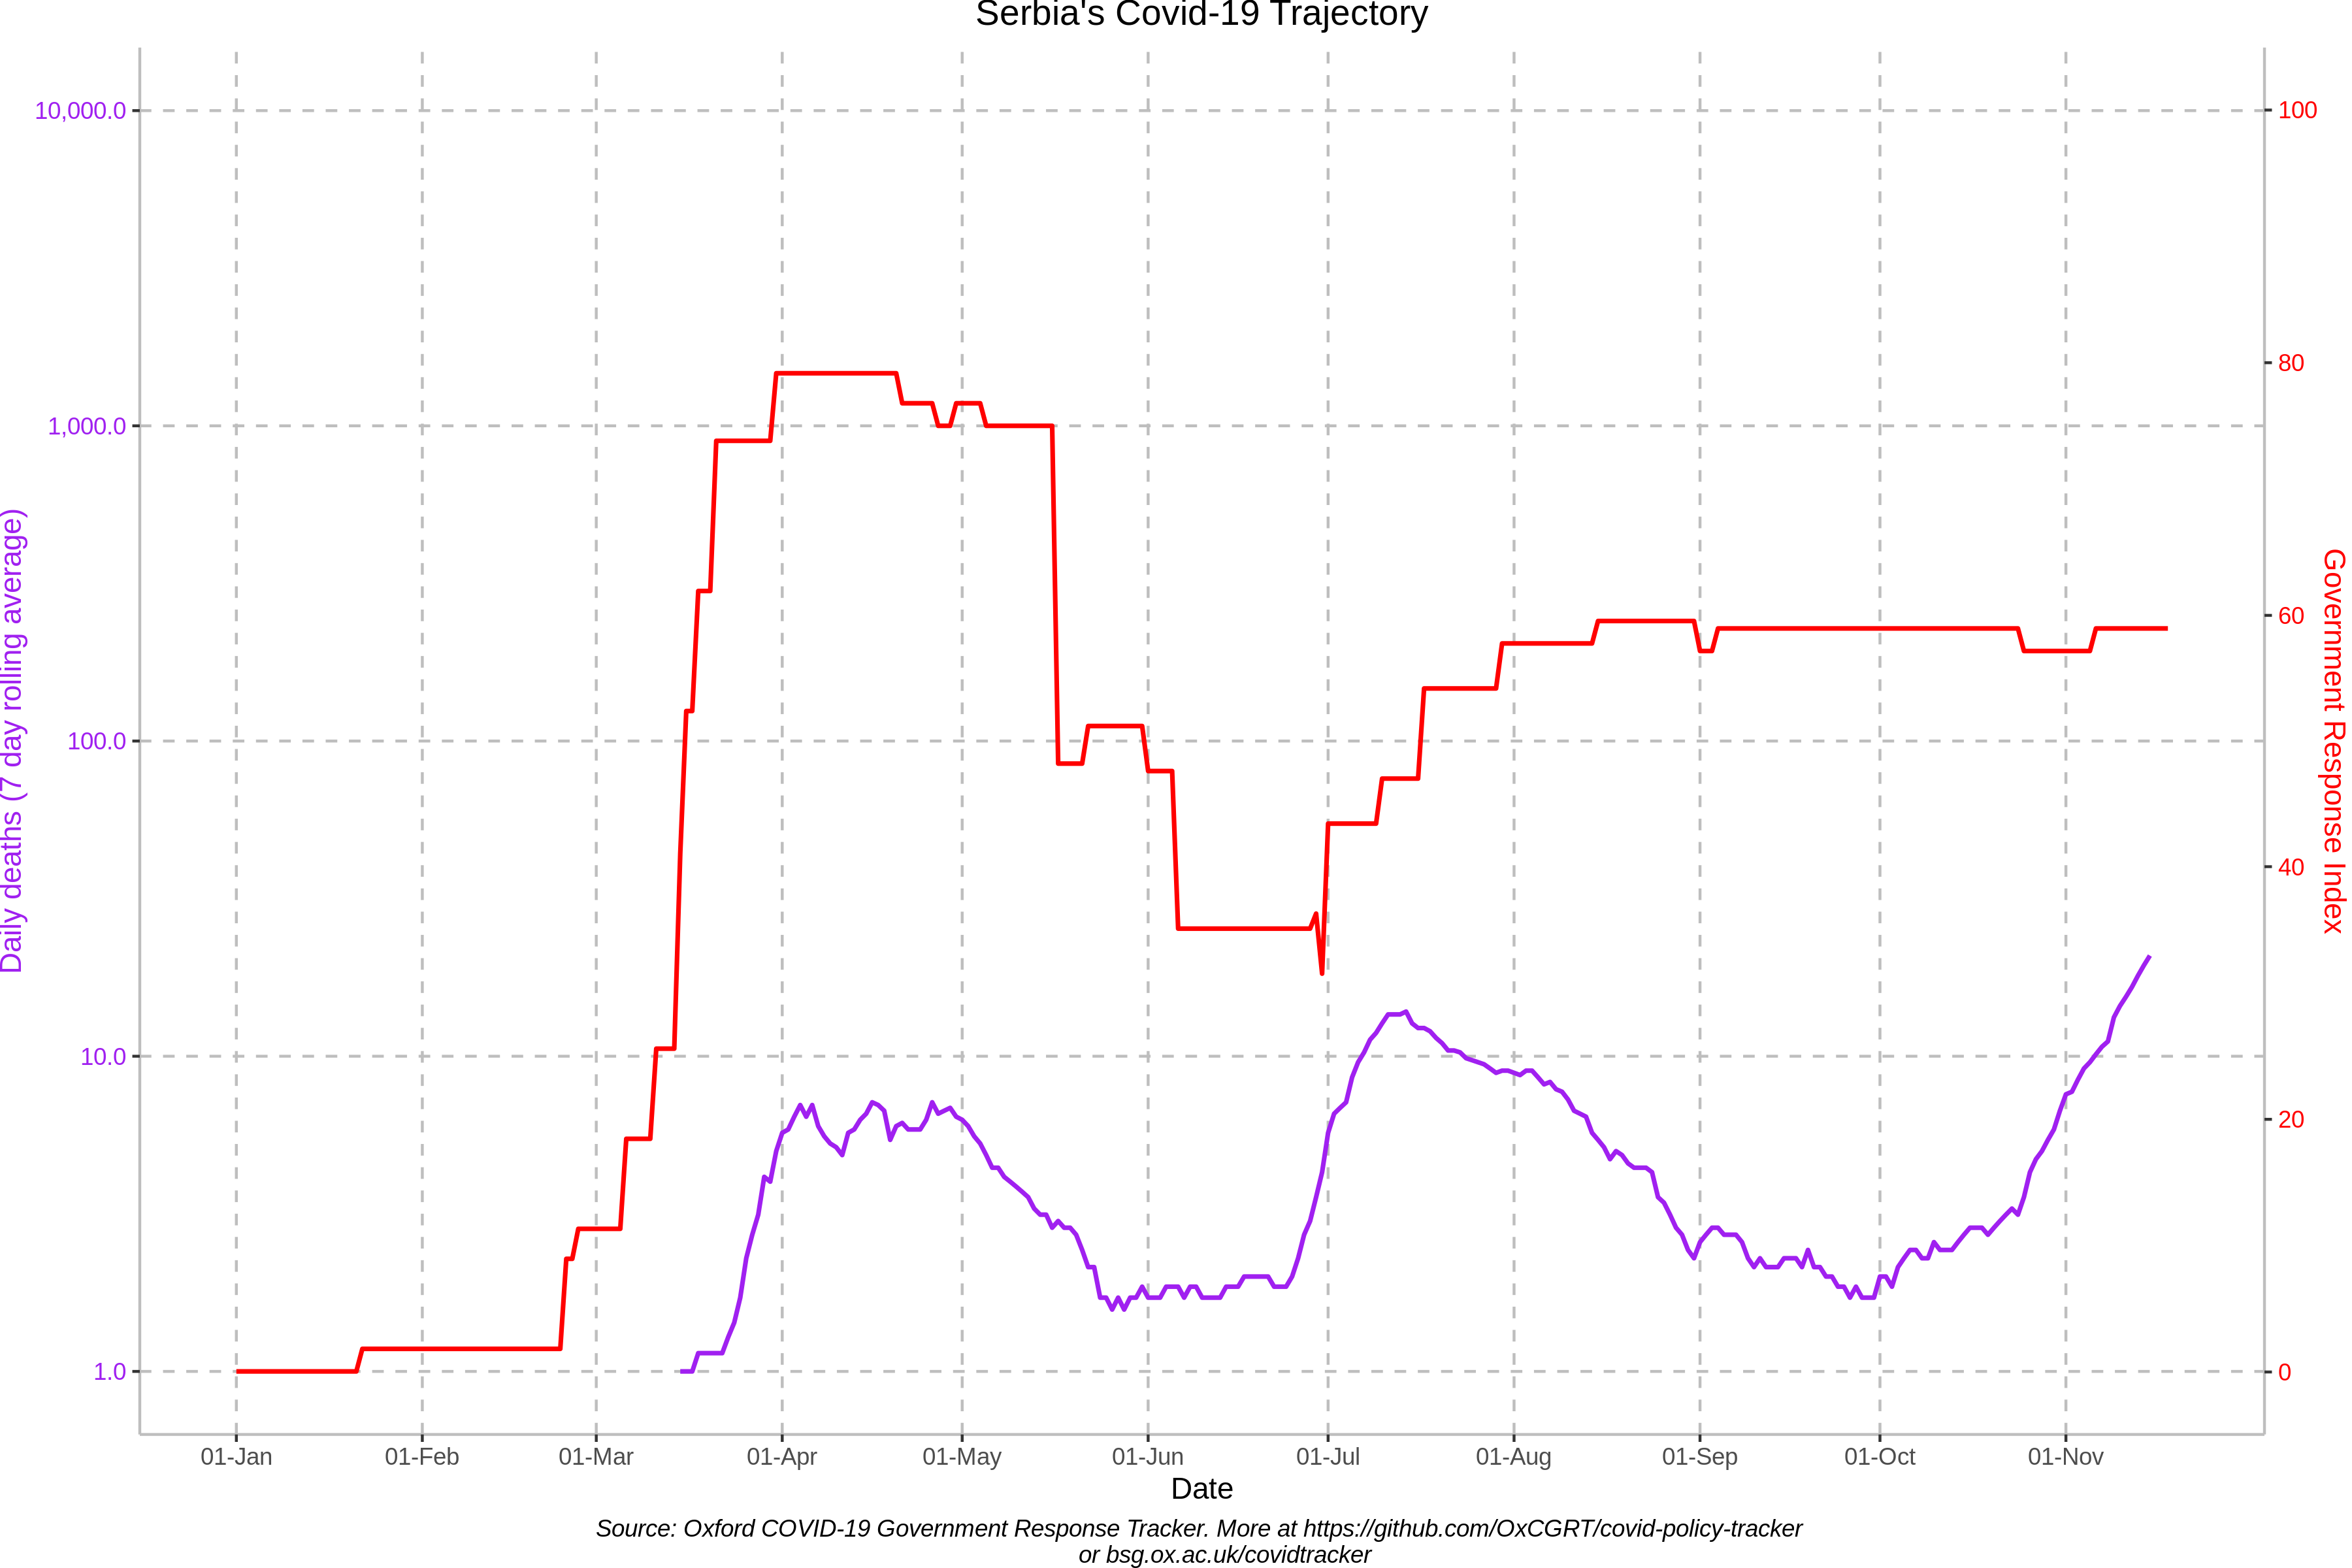 Serbia's Covid-19 Trajectory
10,000.0
1,000.0
100.0
10.0
1.0
Daily deaths (7 day rolling average)
100
80
60
40
20
0
Government Response Index
01-Jan
01-Feb
01-Mar
01-Apr
01-May
01-Jun
01-Jul
01-Aug
01-Sep
01-Oct
01-Nov
Date
Source: Oxford COVID-19 Government Response Tracker. More at https://github.com/OxCGRT/covid-policy-tracker
or bsg.ox.ac.uk/covidtracker